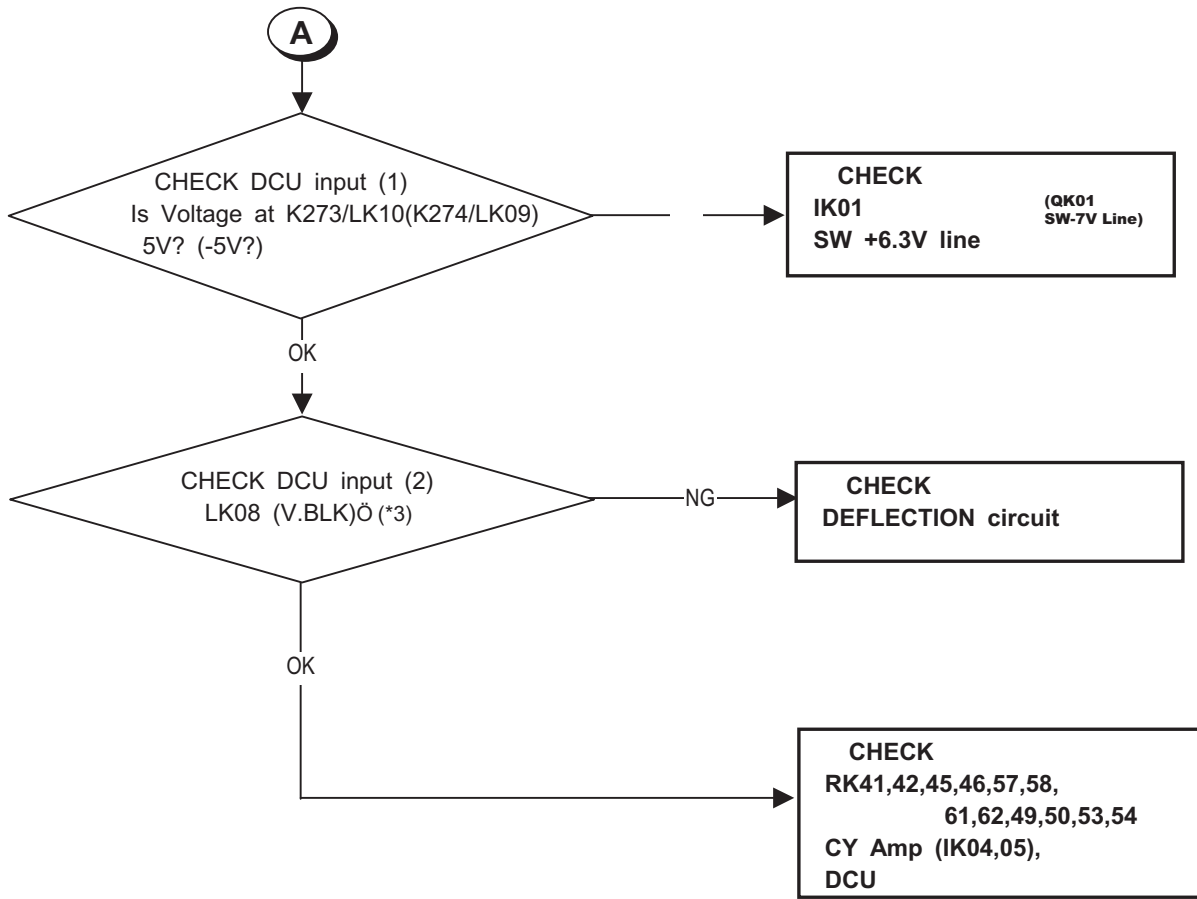 A
CHECK DCU input (1)
Is Voltage at K273/LK10(K274/LK09)
5V? (-5V?)
CHECK
IK01
(QK01
SW-7V Line)
SW +6.3V line
OK
CHECK DCU input (2)
LK08 (V.BLK)Ö (*3)
NG
CHECK
DEFLECTION circuit
OK
CHECK
RK41,42,45,46,57,58,
61,62,49,50,53,54
CY Amp (IK04,05),
DCU